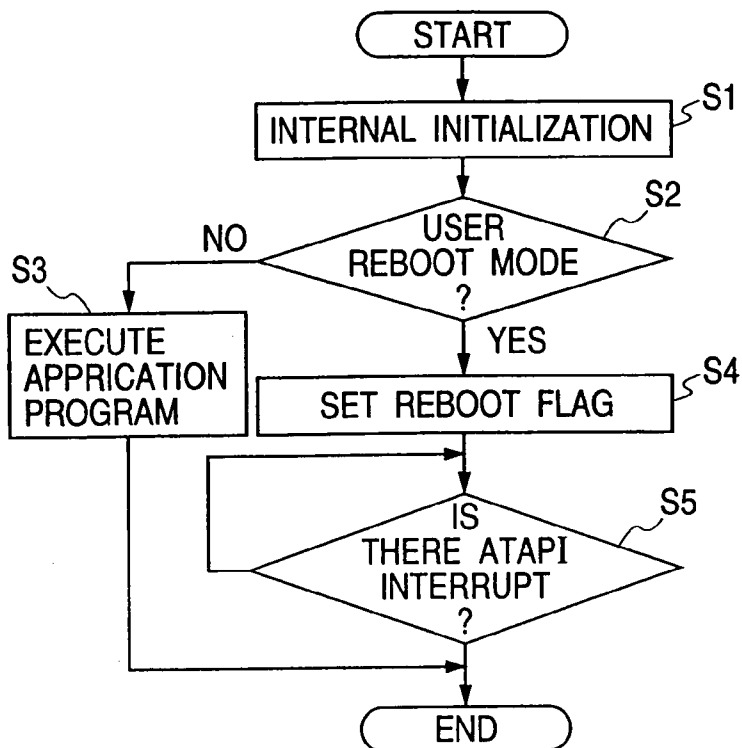 START
S1
INTERNAL INITIALIZATION
S2
USER
REBOOT MODE
?
NO
S3
YES
EXECUTE
APPRICATION
PROGRAM
S4
SET REBOOT FLAG
S5
IS
THERE ATAPI
INTERRUPT
?
END